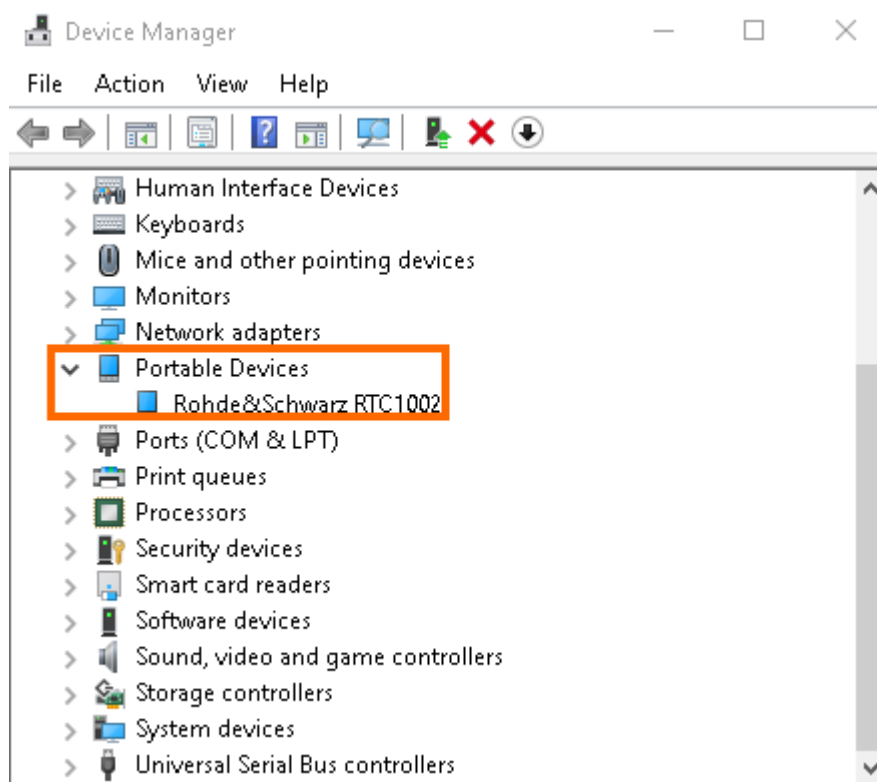 Device Manager
File Action View Help
Human Interface Devices
Keyboards
Mice and other pointing devices
Monitors
Network adapters
Portable Devices
Rohde&Schwarz RTC1002
Ports (COM & LPT)
Print queues
Processors
Security devices
Smart card readers
Software devices
Sound, video and game controllers
Storage controllers
System devices
Universal Serial Bus controllers